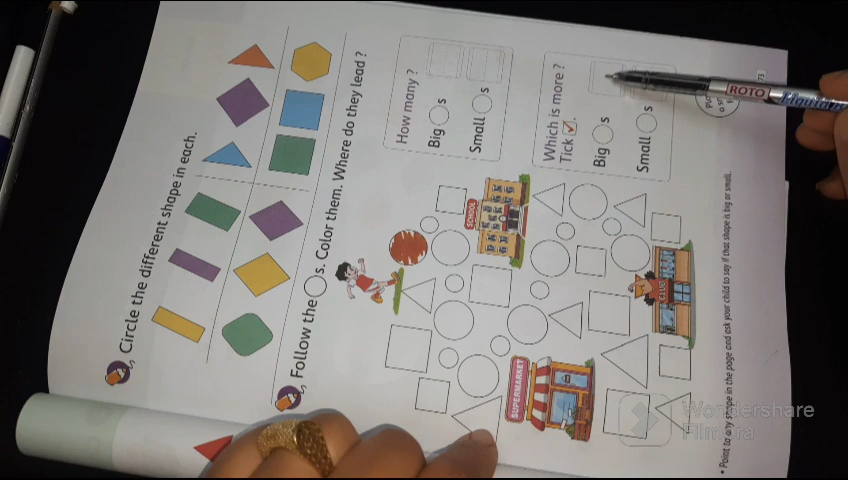 Circle the different shape in each.
Follow the ◯s. Color them. Where do they lead ?
SCHOOL
SUPERMARKET
CLUB
How many ?
Big ◯s
Small ◯s
Which is more ?
Tick ☑.
Big ◯s
Small ◯s
• Point to any shape in the page and ask your child to say if that shape is big or small.
73
ROTO
Wondershare
Filmora